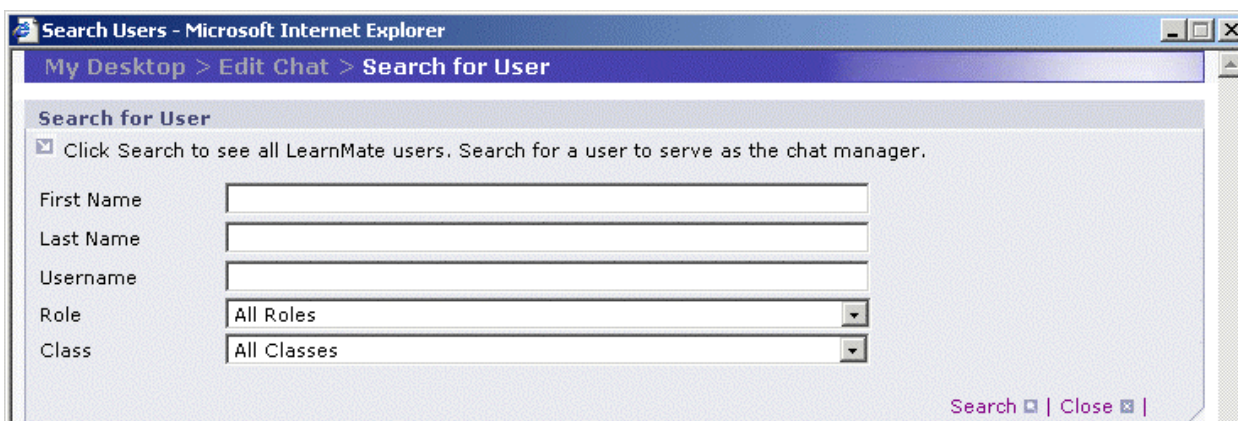 Search Users - Microsoft Internet Explorer
My Desktop > Edit Chat > Search for User
Search for User
Click Search to see all LearnMate users. Search for a user to serve as the chat manager.
First Name
Last Name
Username
Role All Roles
Class All Classes
Search | Close |